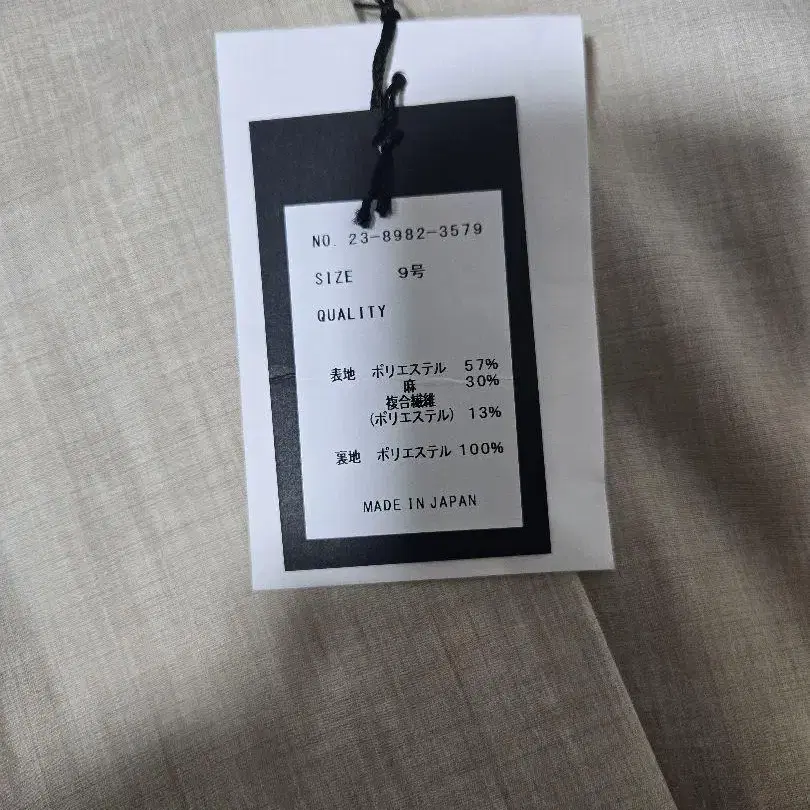 NO. 23-8982-3579
SIZE 9号
QUALITY
表地 ポリエステル 57%
麻 30%
複合繊維
(ポリエステル) 13%
裏地 ポリエステル 100%
MADE IN JAPAN